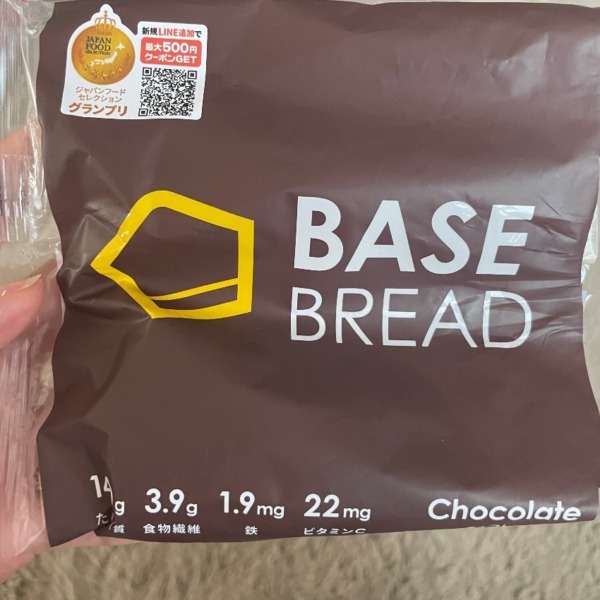 JAPAN
FOOD
SELECTION
ジャパンフード
セレクション
グランプリ
新規LINE追加で
最大500円
クーポンGET
BASE
BREAD
3.9g
食物繊維
1.9mg
鉄
22mg
ビタミンC
Chocolate